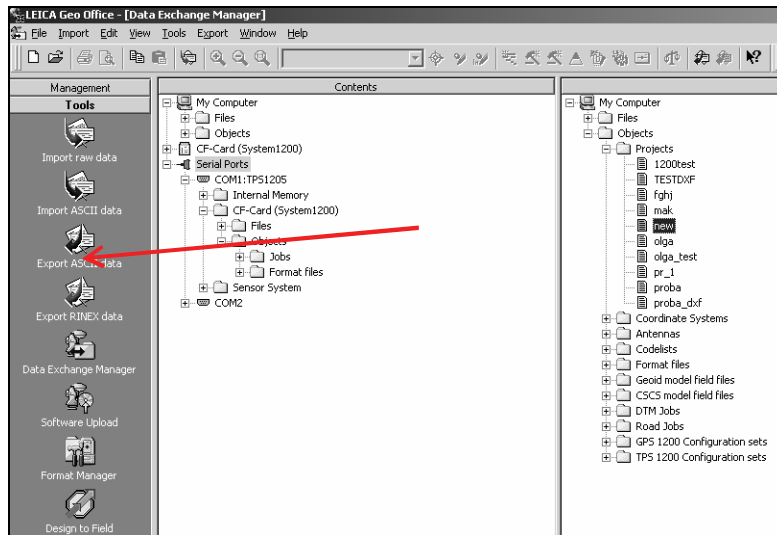 LEICA Geo Office - [Data Exchange Manager]
File Import Edit View Tools Export Window Help
Management
Tools
Import raw data
Import ASCII data
Export ASCII data
Export RINEX data
Data Exchange Manager
Software Upload
Format Manager
Design to Field
Contents
My Computer
Files
Objects
CF-Card (System1200)
Serial Ports
COM1:TPS1205
Internal Memory
CF-Card (System1200)
Files
Objects
Jobs
Format files
Sensor System
COM2
My Computer
Files
Objects
Projects
1200test
TESTDXF
fghj
mak
new
olga
olga_test
pr_1
proba
proba_dxf
Coordinate Systems
Antennas
Codelists
Format files
Geoid model field files
CSCS model field files
DTM Jobs
Road Jobs
GPS 1200 Configuration sets
TPS 1200 Configuration sets